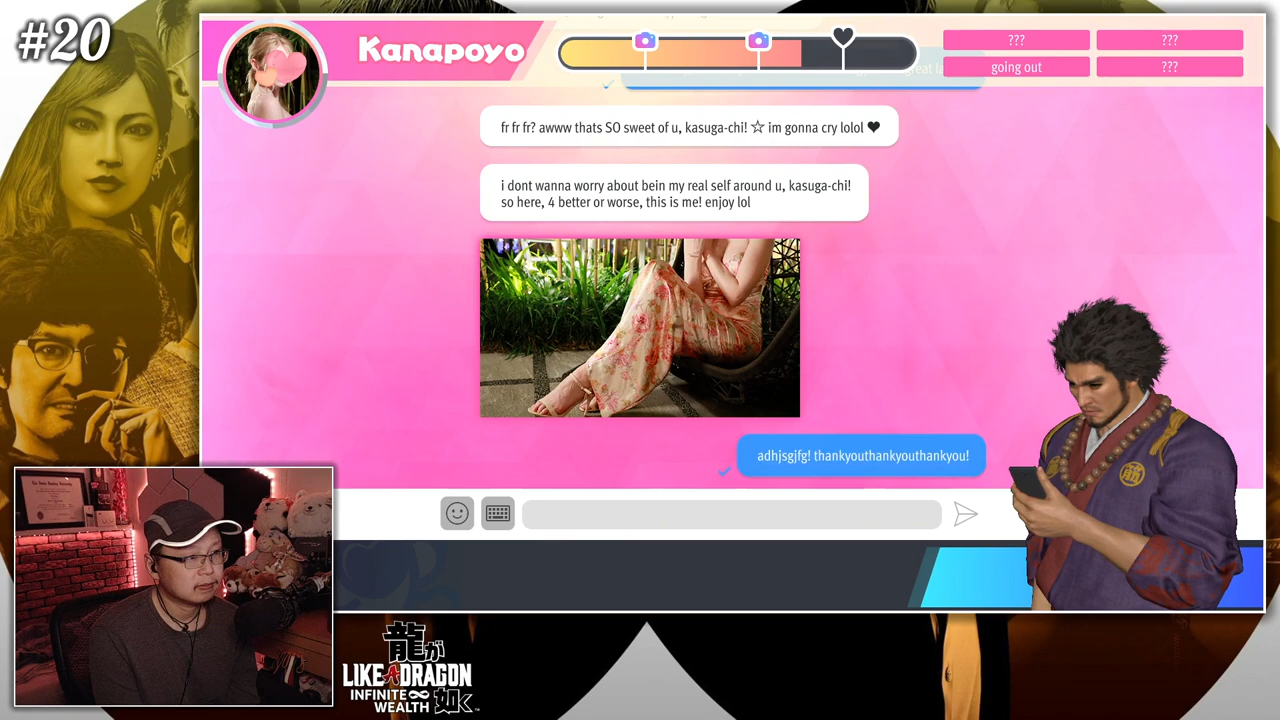 #20
Kanapoyo
???
???
going out
???
great la
fr fr fr? awww thats SO sweet of u, kasuga-chi! ☆ im gonna cry lolol ♥
i dont wanna worry about bein my real self around u, kasuga-chi!
so here, 4 better or worse, this is me! enjoy lol
adhjsgjfg! thankyouthankyouthankyou!
龍が
LIKE A DRAGON
INFINITE ∞
WEALTH 如く